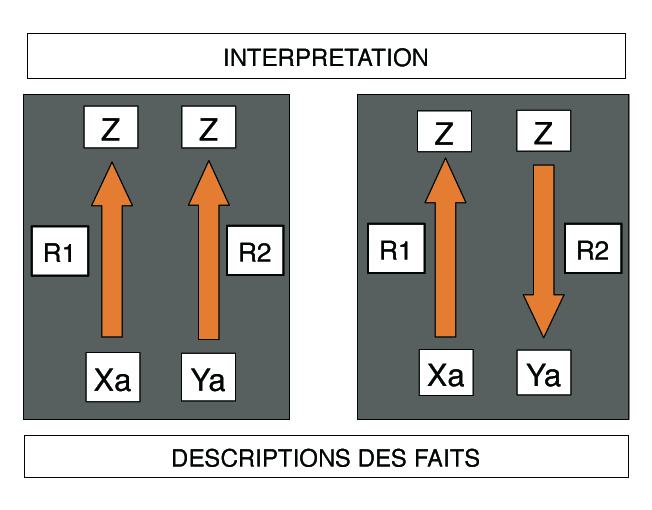 INTERPRETATION
Z Z
R1 R2
Xa Ya
Z Z
R1 R2
Xa Ya
DESCRIPTIONS DES FAITS